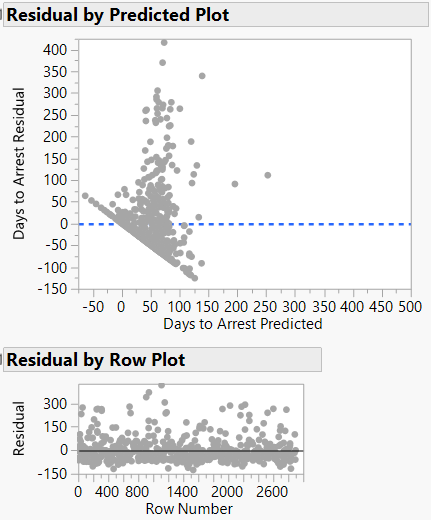 Residual by Predicted Plot
400
350
300
250
200
150
100
50
0
-50
-100
-150
Days to Arrest Residual
-50 0 50 100 150 200 250 300 350 400 450 500
Days to Arrest Predicted
Residual by Row Plot
300
150
0
-150
Residual
0 400 800 1400 2000 2600
Row Number